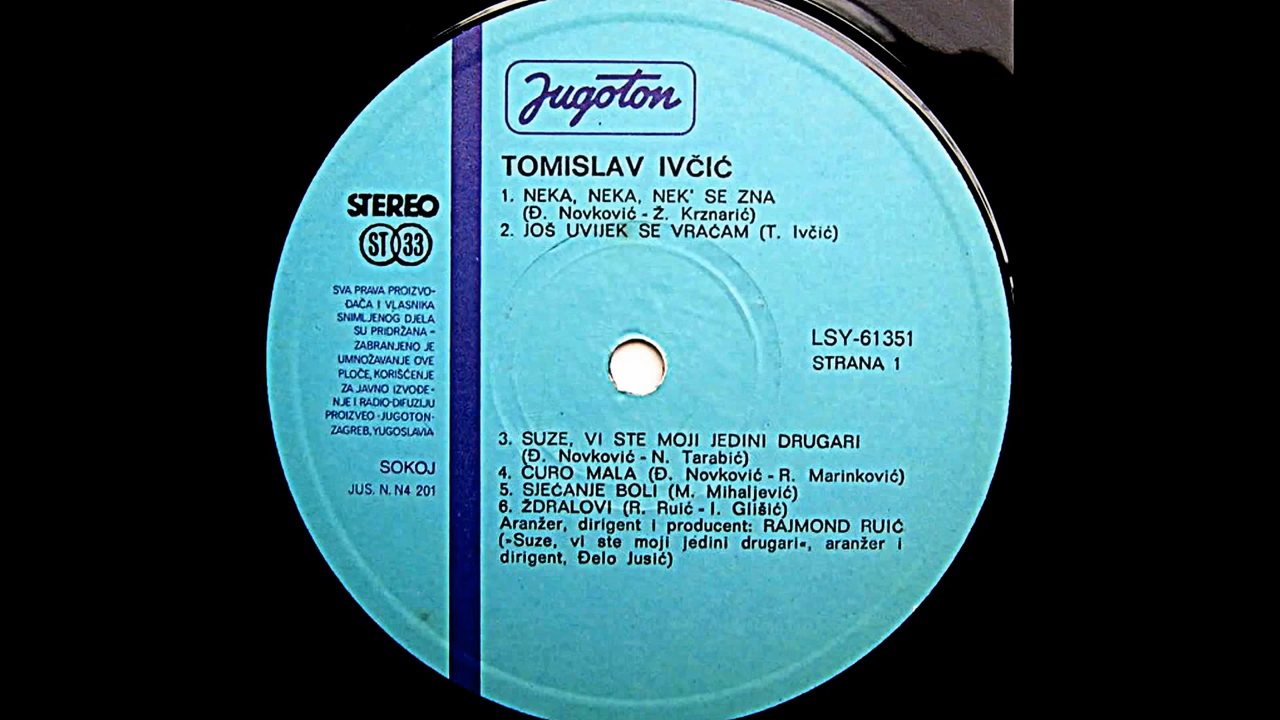 Jugoton
TOMISLAV IVČIĆ
1. NEKA, NEKA, NEK' SE ZNA
(Đ. Novković - Ž. Krznarić)
2. JOŠ UVIJEK SE VRAĆAM (T. Ivčić)
STEREO
ST 33
SVA PRAVA PROIZVO-
ĐAČA I VLASNIKA
SNIMLJENOG DJELA
SU PRIDRŽANA -
ZABRANJENO JE
UMNOŽAVANJE OVE
PLOČE, KORIŠĆENJE
ZA JAVNO IZVOĐE-
NJE I RADIO-DIFUZIJU
PROIZVEO -JUGOTON-
ZAGREB, YUGOSLAVIA
SOKOJ
JUS. N. N4 201
LSY-61351
STRANA 1
3. SUZE, VI STE MOJI JEDINI DRUGARI
(Đ. Novković - N. Tarabić)
4. CURO MALA (Đ. Novković - R. Marinković)
5. SJEĆANJE BOLI (M. Mihaljević)
6. ŽDRALOVI (R. Ruić - I. Glišić)
Aranžer, dirigent i producent: RAJMOND RUIĆ
(»Suze, vi ste moji jedini drugari«, aranžer i
dirigent, Đelo Jusić)